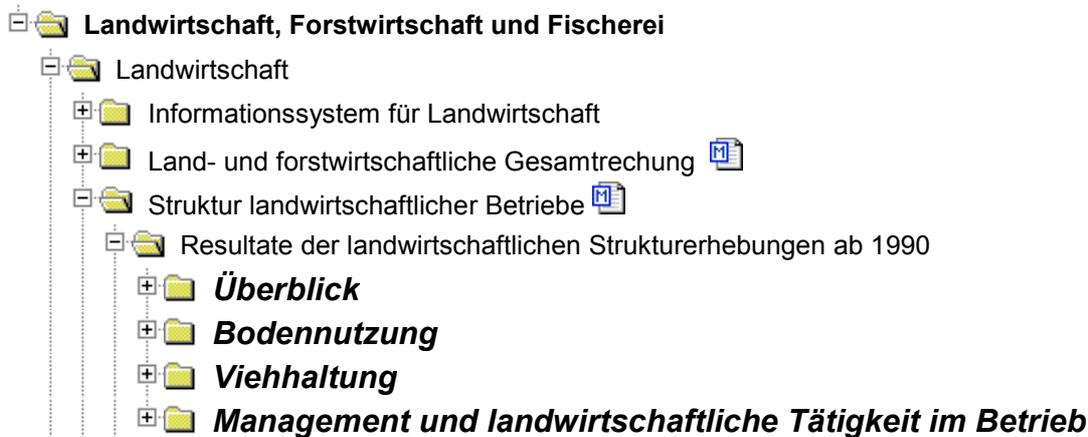 Landwirtschaft, Forstwirtschaft und Fischerei
Landwirtschaft
Informationssystem für Landwirtschaft
Land- und forstwirtschaftliche Gesamtrechung M
Struktur landwirtschaftlicher Betriebe M
Resultate der landwirtschaftlichen Strukturerhebungen ab 1990
Überblick
Bodennutzung
Viehhaltung
Management und landwirtschaftliche Tätigkeit im Betrieb